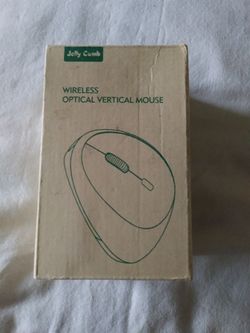 Jelly Comb
WIRELESS
OPTICAL VERTICAL MOUSE